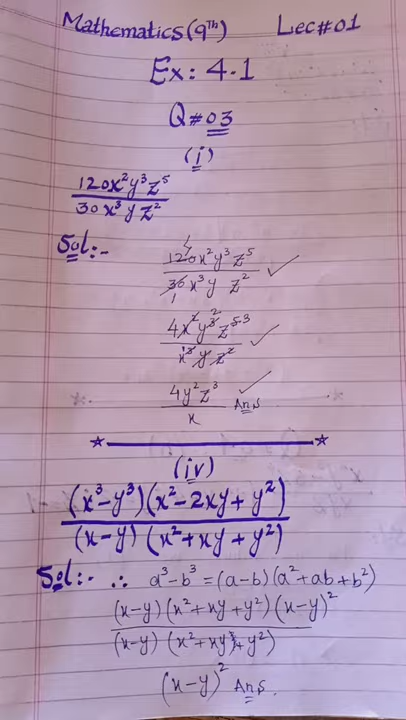 Mathematics(9Th) Lec#01
Ex: 4.1
Q#03
(i)
120x²y³z⁵
30x³yz²
Sol:-
120x²y³z⁵ ✓
30x³y z²
4x²y³z⁵ ³ ✓
x³yz²
4y²z³ ✓
x Ans
(iv)
(x³-y³)(x²-2xy+y²)
(x-y)(x²+xy+y²)
Sol:- ∴ a³-b³=(a-b)(a²+ab+b²)
(x-y)(x²+xy+y²)(x-y)²
(x-y)(x²+xy+y²)
(x-y)² Ans.